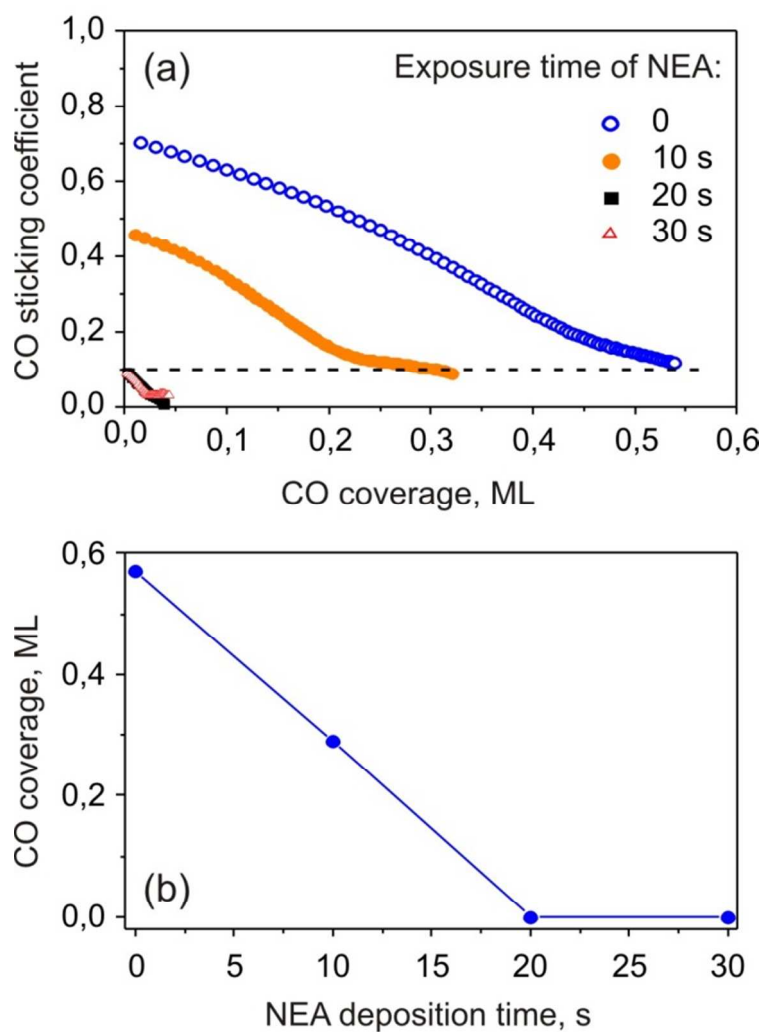 (a)
Exposure time of NEA:
0
10 s
20 s
30 s
CO sticking coefficient
1,0
0,8
0,6
0,4
0,2
0,0
0,0 0,1 0,2 0,3 0,4 0,5 0,6
CO coverage, ML
CO coverage, ML
0,6
0,4
0,2
0,0
(b)
0 5 10 15 20 25 30
NEA deposition time, s